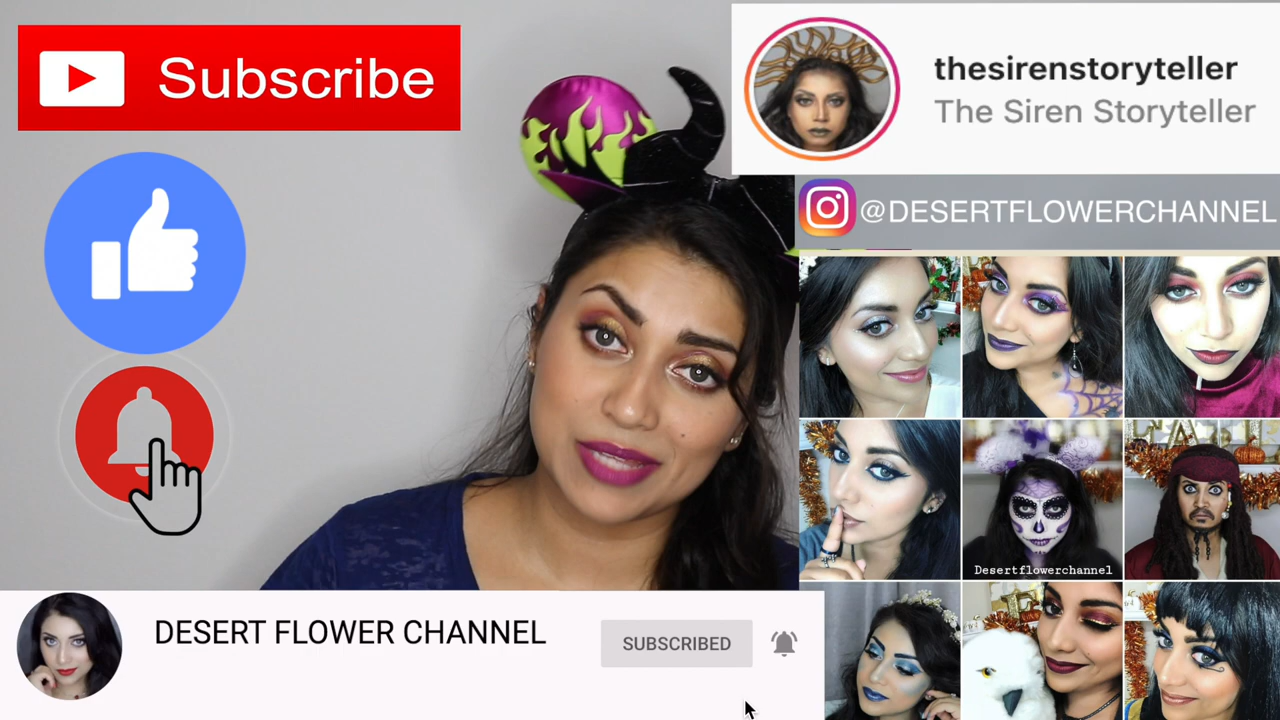 Subscribe
thesirenstoryteller
The Siren Storyteller
@DESERTFLOWERCHANNEL
Desertflowerchannel
DESERT FLOWER CHANNEL
SUBSCRIBED